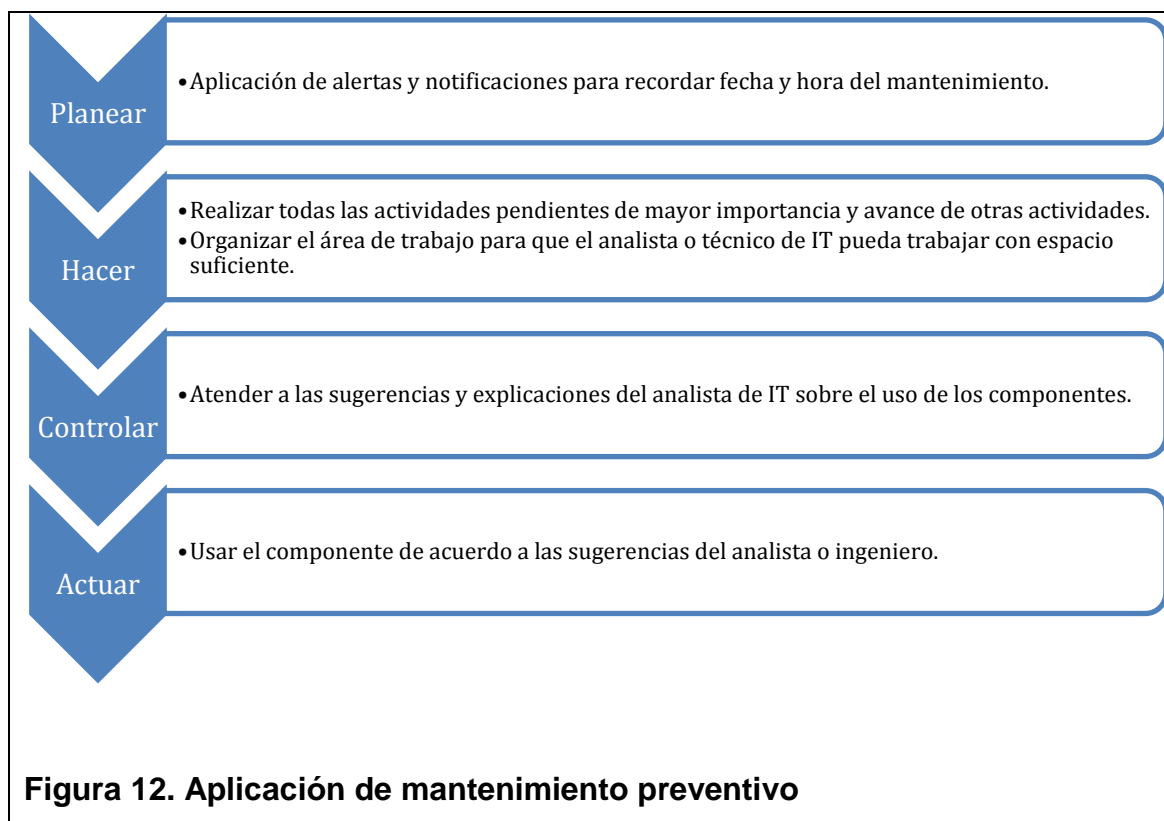 Planear
•Aplicación de alertas y notificaciones para recordar fecha y hora del mantenimiento.
Hacer
•Realizar todas las actividades pendientes de mayor importancia y avance de otras actividades.
•Organizar el área de trabajo para que el analista o técnico de IT pueda trabajar con espacio
suficiente.
Controlar
•Atender a las sugerencias y explicaciones del analista de IT sobre el uso de los componentes.
Actuar
•Usar el componente de acuerdo a las sugerencias del analista o ingeniero.
Figura 12. Aplicación de mantenimiento preventivo